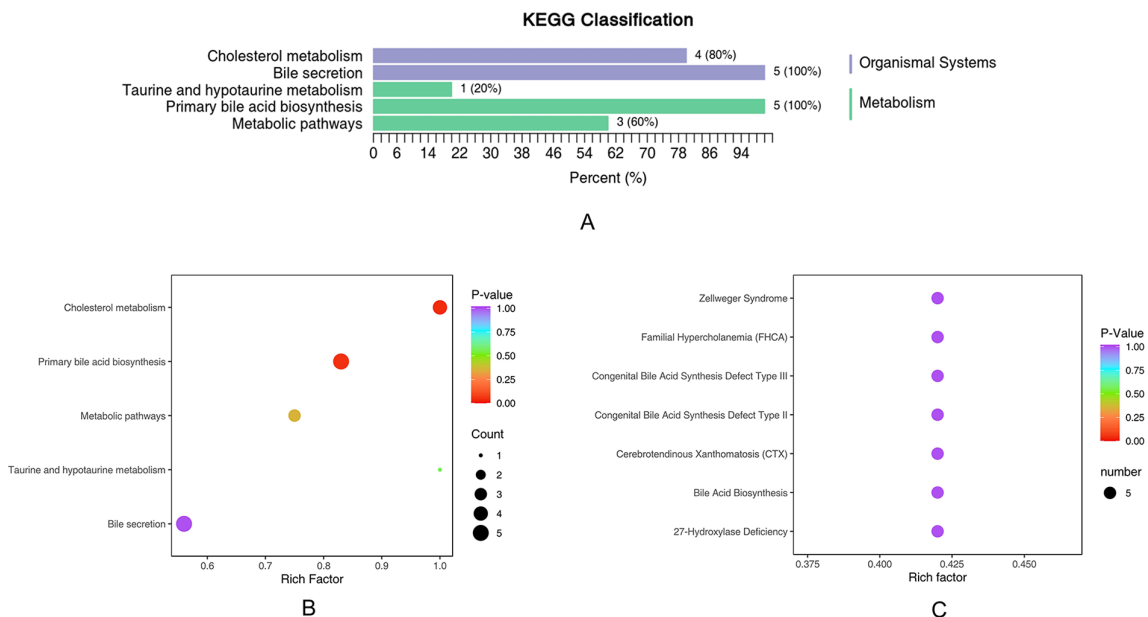 KEGG Classification
Cholesterol metabolism 4 (80%)
Bile secretion 5 (100%)
Taurine and hypotaurine metabolism 1 (20%)
Primary bile acid biosynthesis 5 (100%)
Metabolic pathways 3 (60%)
Organismal Systems
Metabolism
0 6 14 22 30 38 46 54 62 70 78 86 94
Percent (%)
A
Cholesterol metabolism
Primary bile acid biosynthesis
Metabolic pathways
Taurine and hypotaurine metabolism
Bile secretion
0.6 0.7 0.8 0.9 1.0
Rich Factor
P-value
1.00
0.75
0.50
0.25
0.00
Count
1
2
3
4
5
B
Zellweger Syndrome
Familial Hypercholanemia (FHCA)
Congenital Bile Acid Synthesis Defect Type III
Congenital Bile Acid Synthesis Defect Type II
Cerebrotendinous Xanthomatosis (CTX)
Bile Acid Biosynthesis
27-Hydroxylase Deficiency
0.375 0.400 0.425 0.450
Rich factor
P-Value
1.00
0.75
0.50
0.25
0.00
number
5
C